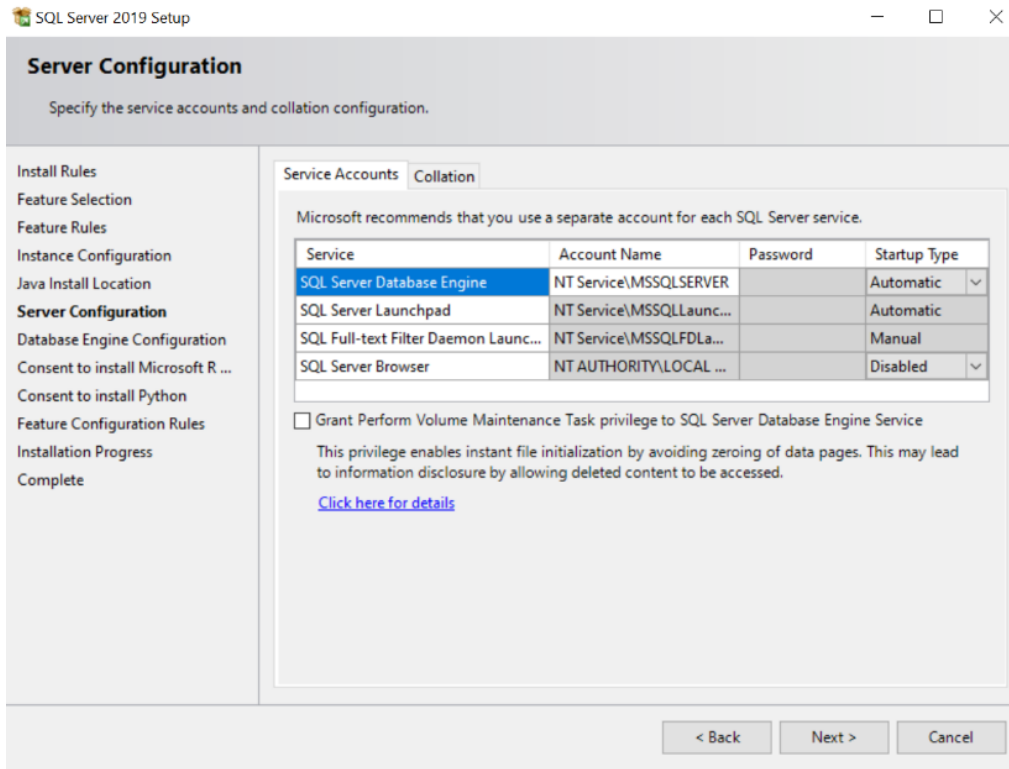 SQL Server 2019 Setup
Server Configuration
Specify the service accounts and collation configuration.
Install Rules
Feature Selection
Feature Rules
Instance Configuration
Java Install Location
Server Configuration
Database Engine Configuration
Consent to install Microsoft R ...
Consent to install Python
Feature Configuration Rules
Installation Progress
Complete
Service Accounts Collation
Microsoft recommends that you use a separate account for each SQL Server service.
Service Account Name Password Startup Type
SQL Server Database Engine NT Service\MSSQLSERVER Automatic
SQL Server Launchpad NT Service\MSSQLLaunc... Automatic
SQL Full-text Filter Daemon Launc... NT Service\MSSQLFDLa... Manual
SQL Server Browser NT AUTHORITY\LOCAL ... Disabled
Grant Perform Volume Maintenance Task privilege to SQL Server Database Engine Service
This privilege enables instant file initialization by avoiding zeroing of data pages. This may lead
to information disclosure by allowing deleted content to be accessed.
Click here for details
< Back Next > Cancel